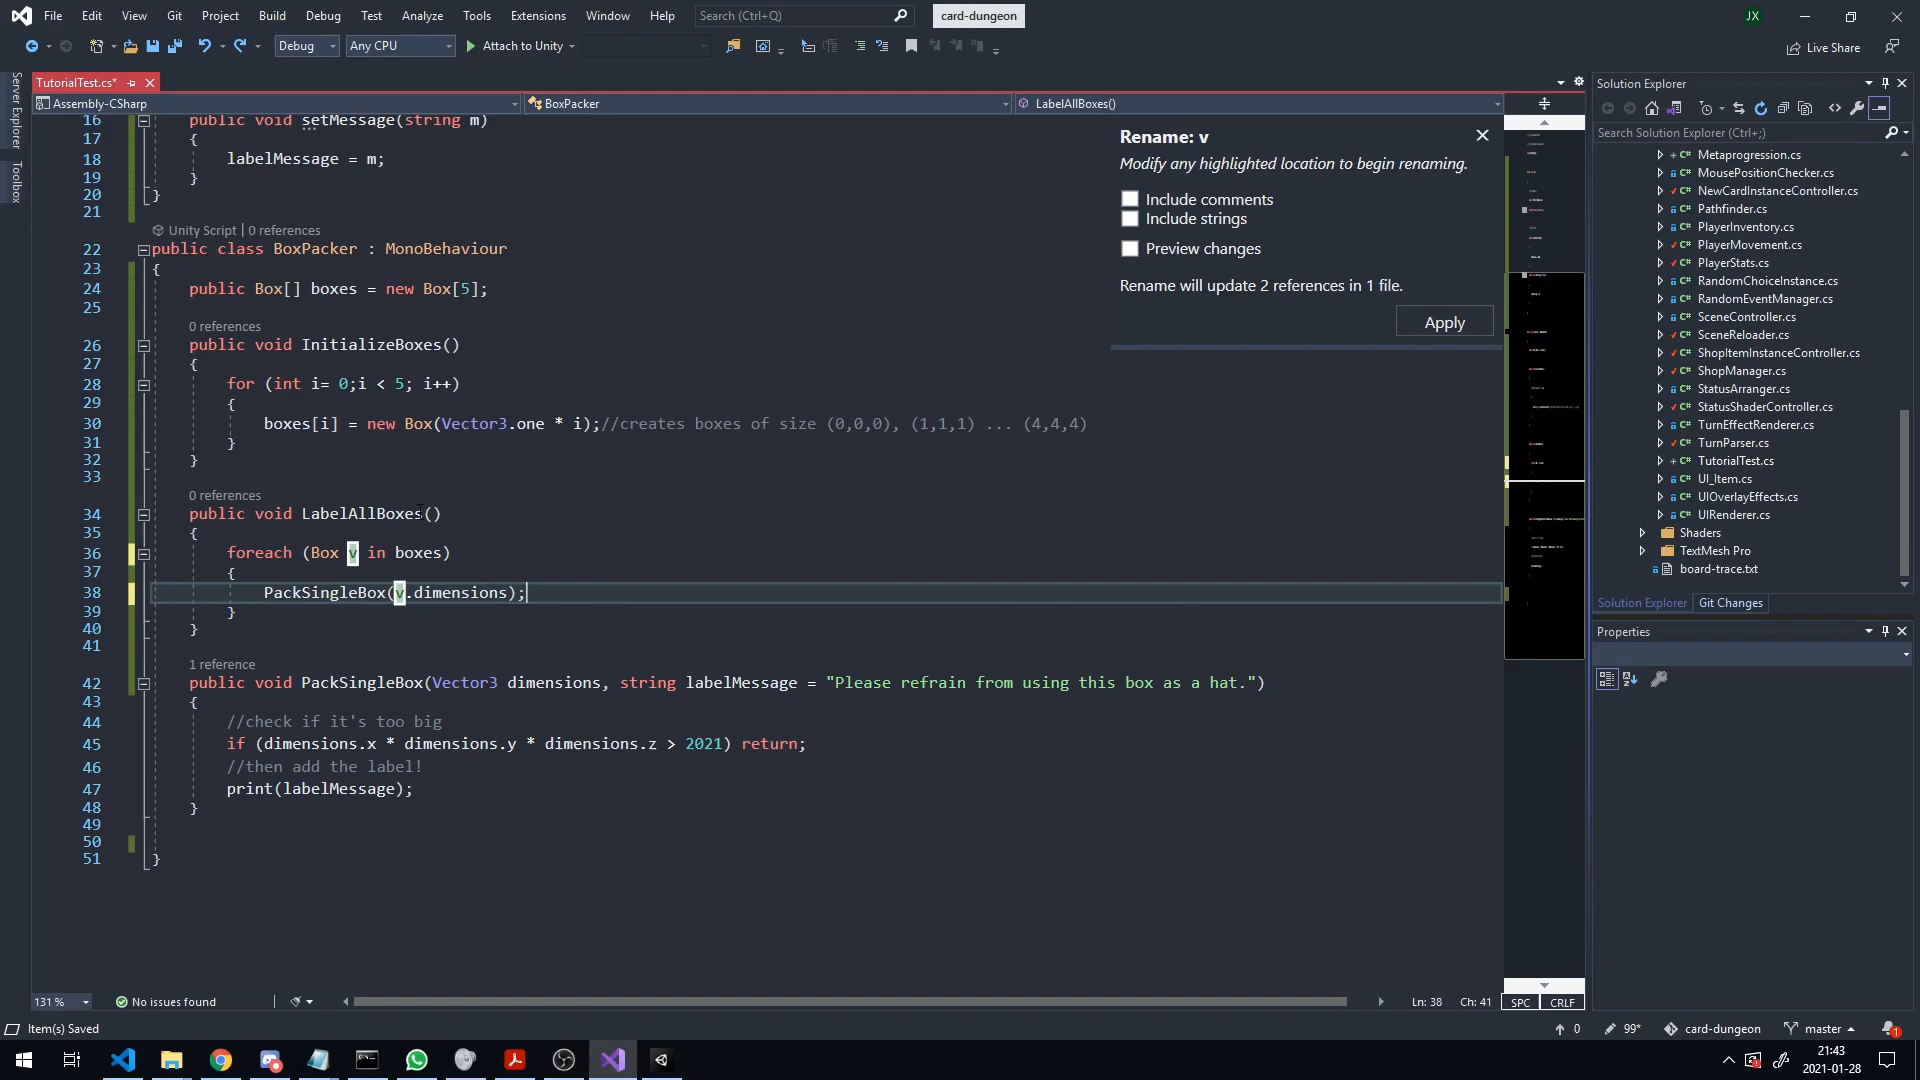 File Edit View Git Project Build Debug Test Analyze Tools Extensions Window Help Search (Ctrl+Q) card-dungeon JX
Debug Any CPU Attach to Unity Live Share
Server Explorer
Toolbox
TutorialTest.cs*
Assembly-CSharp BoxPacker LabelAllBoxes()
16 public void setMessage(string m)
17 {
18 labelMessage = m;
19 }
20 }
21
Unity Script | 0 references
22 public class BoxPacker : MonoBehaviour
23 {
24 public Box[] boxes = new Box[5];
25
0 references
26 public void InitializeBoxes()
27 {
28 for (int i= 0;i < 5; i++)
29 {
30 boxes[i] = new Box(Vector3.one * i);//creates boxes of size (0,0,0), (1,1,1) ... (4,4,4)
31 }
32 }
33
0 references
34 public void LabelAllBoxes()
35 {
36 foreach (Box v in boxes)
37 {
38 PackSingleBox(v.dimensions);
39 }
40 }
41
1 reference
42 public void PackSingleBox(Vector3 dimensions, string labelMessage = "Please refrain from using this box as a hat.")
43 {
44 //check if it's too big
45 if (dimensions.x * dimensions.y * dimensions.z > 2021) return;
46 //then add the label!
47 print(labelMessage);
48 }
49
50
51 }
Rename: v
Modify any highlighted location to begin renaming.
Include comments
Include strings
Preview changes
Rename will update 2 references in 1 file.
Apply
Solution Explorer
Search Solution Explorer (Ctrl+;)
C# Metaprogression.cs
C# MousePositionChecker.cs
C# NewCardInstanceController.cs
C# Pathfinder.cs
C# PlayerInventory.cs
C# PlayerMovement.cs
C# PlayerStats.cs
C# RandomChoiceInstance.cs
C# RandomEventManager.cs
C# SceneController.cs
C# SceneReloader.cs
C# ShopItemInstanceController.cs
C# ShopManager.cs
C# StatusArranger.cs
C# StatusShaderController.cs
C# TurnEffectRenderer.cs
C# TurnParser.cs
C# TutorialTest.cs
C# UI_Item.cs
C# UIOverlayEffects.cs
C# UIRenderer.cs
Shaders
TextMesh Pro
board-trace.txt
Solution Explorer Git Changes
Properties
131 % No issues found Ln: 38 Ch: 41 SPC CRLF
Item(s) Saved 0 99* card-dungeon master 1
21:43
2021-01-28